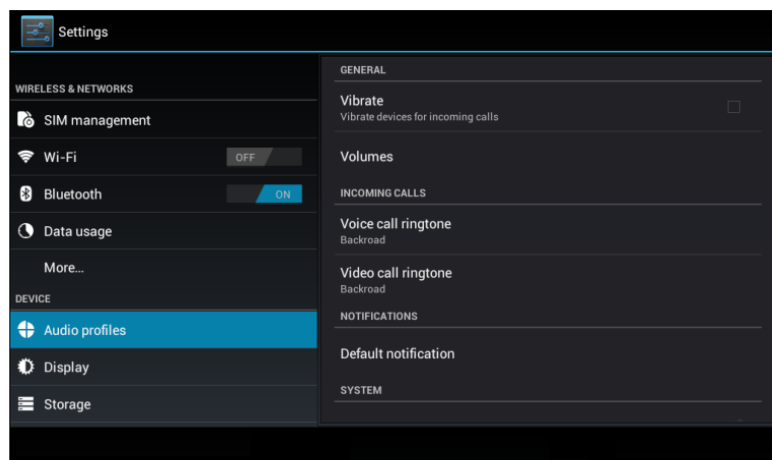 Settings
WIRELESS & NETWORKS
SIM management
Wi-Fi OFF
Bluetooth ON
Data usage
More...
DEVICE
Audio profiles
Display
Storage
GENERAL
Vibrate
Vibrate devices for incoming calls
Volumes
INCOMING CALLS
Voice call ringtone
Backroad
Video call ringtone
Backroad
NOTIFICATIONS
Default notification
SYSTEM